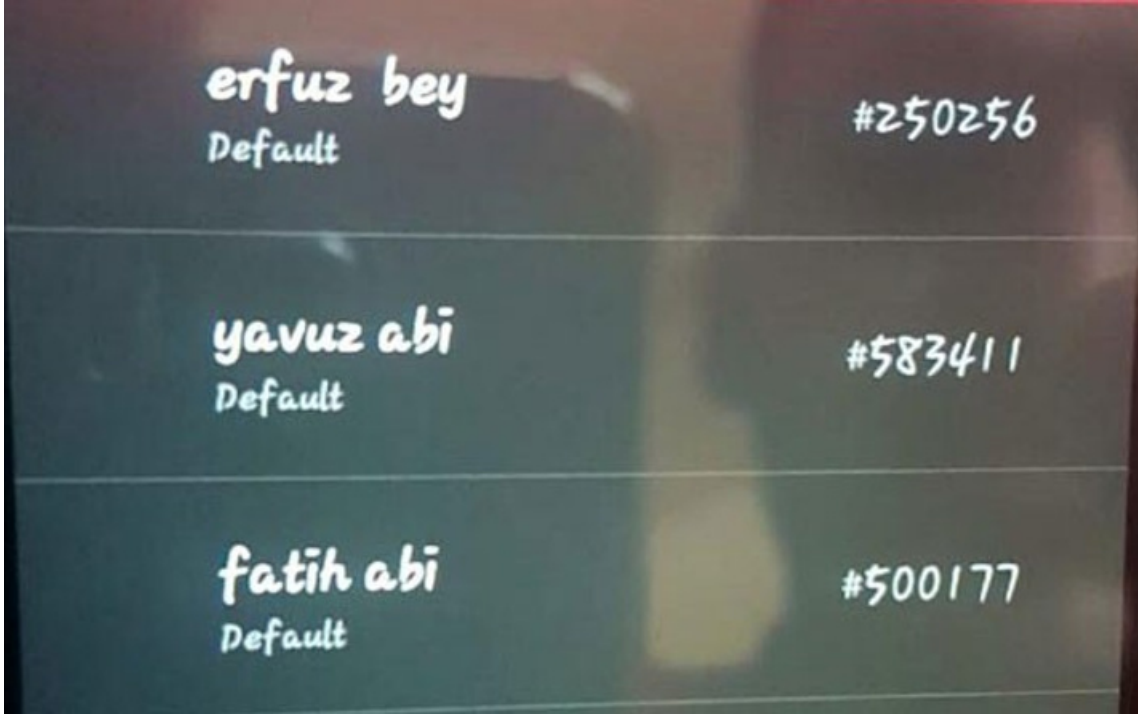 erfuz bey
#250256
Default
yavuz abi
#583411
Default
fatih abi
#500177
Default